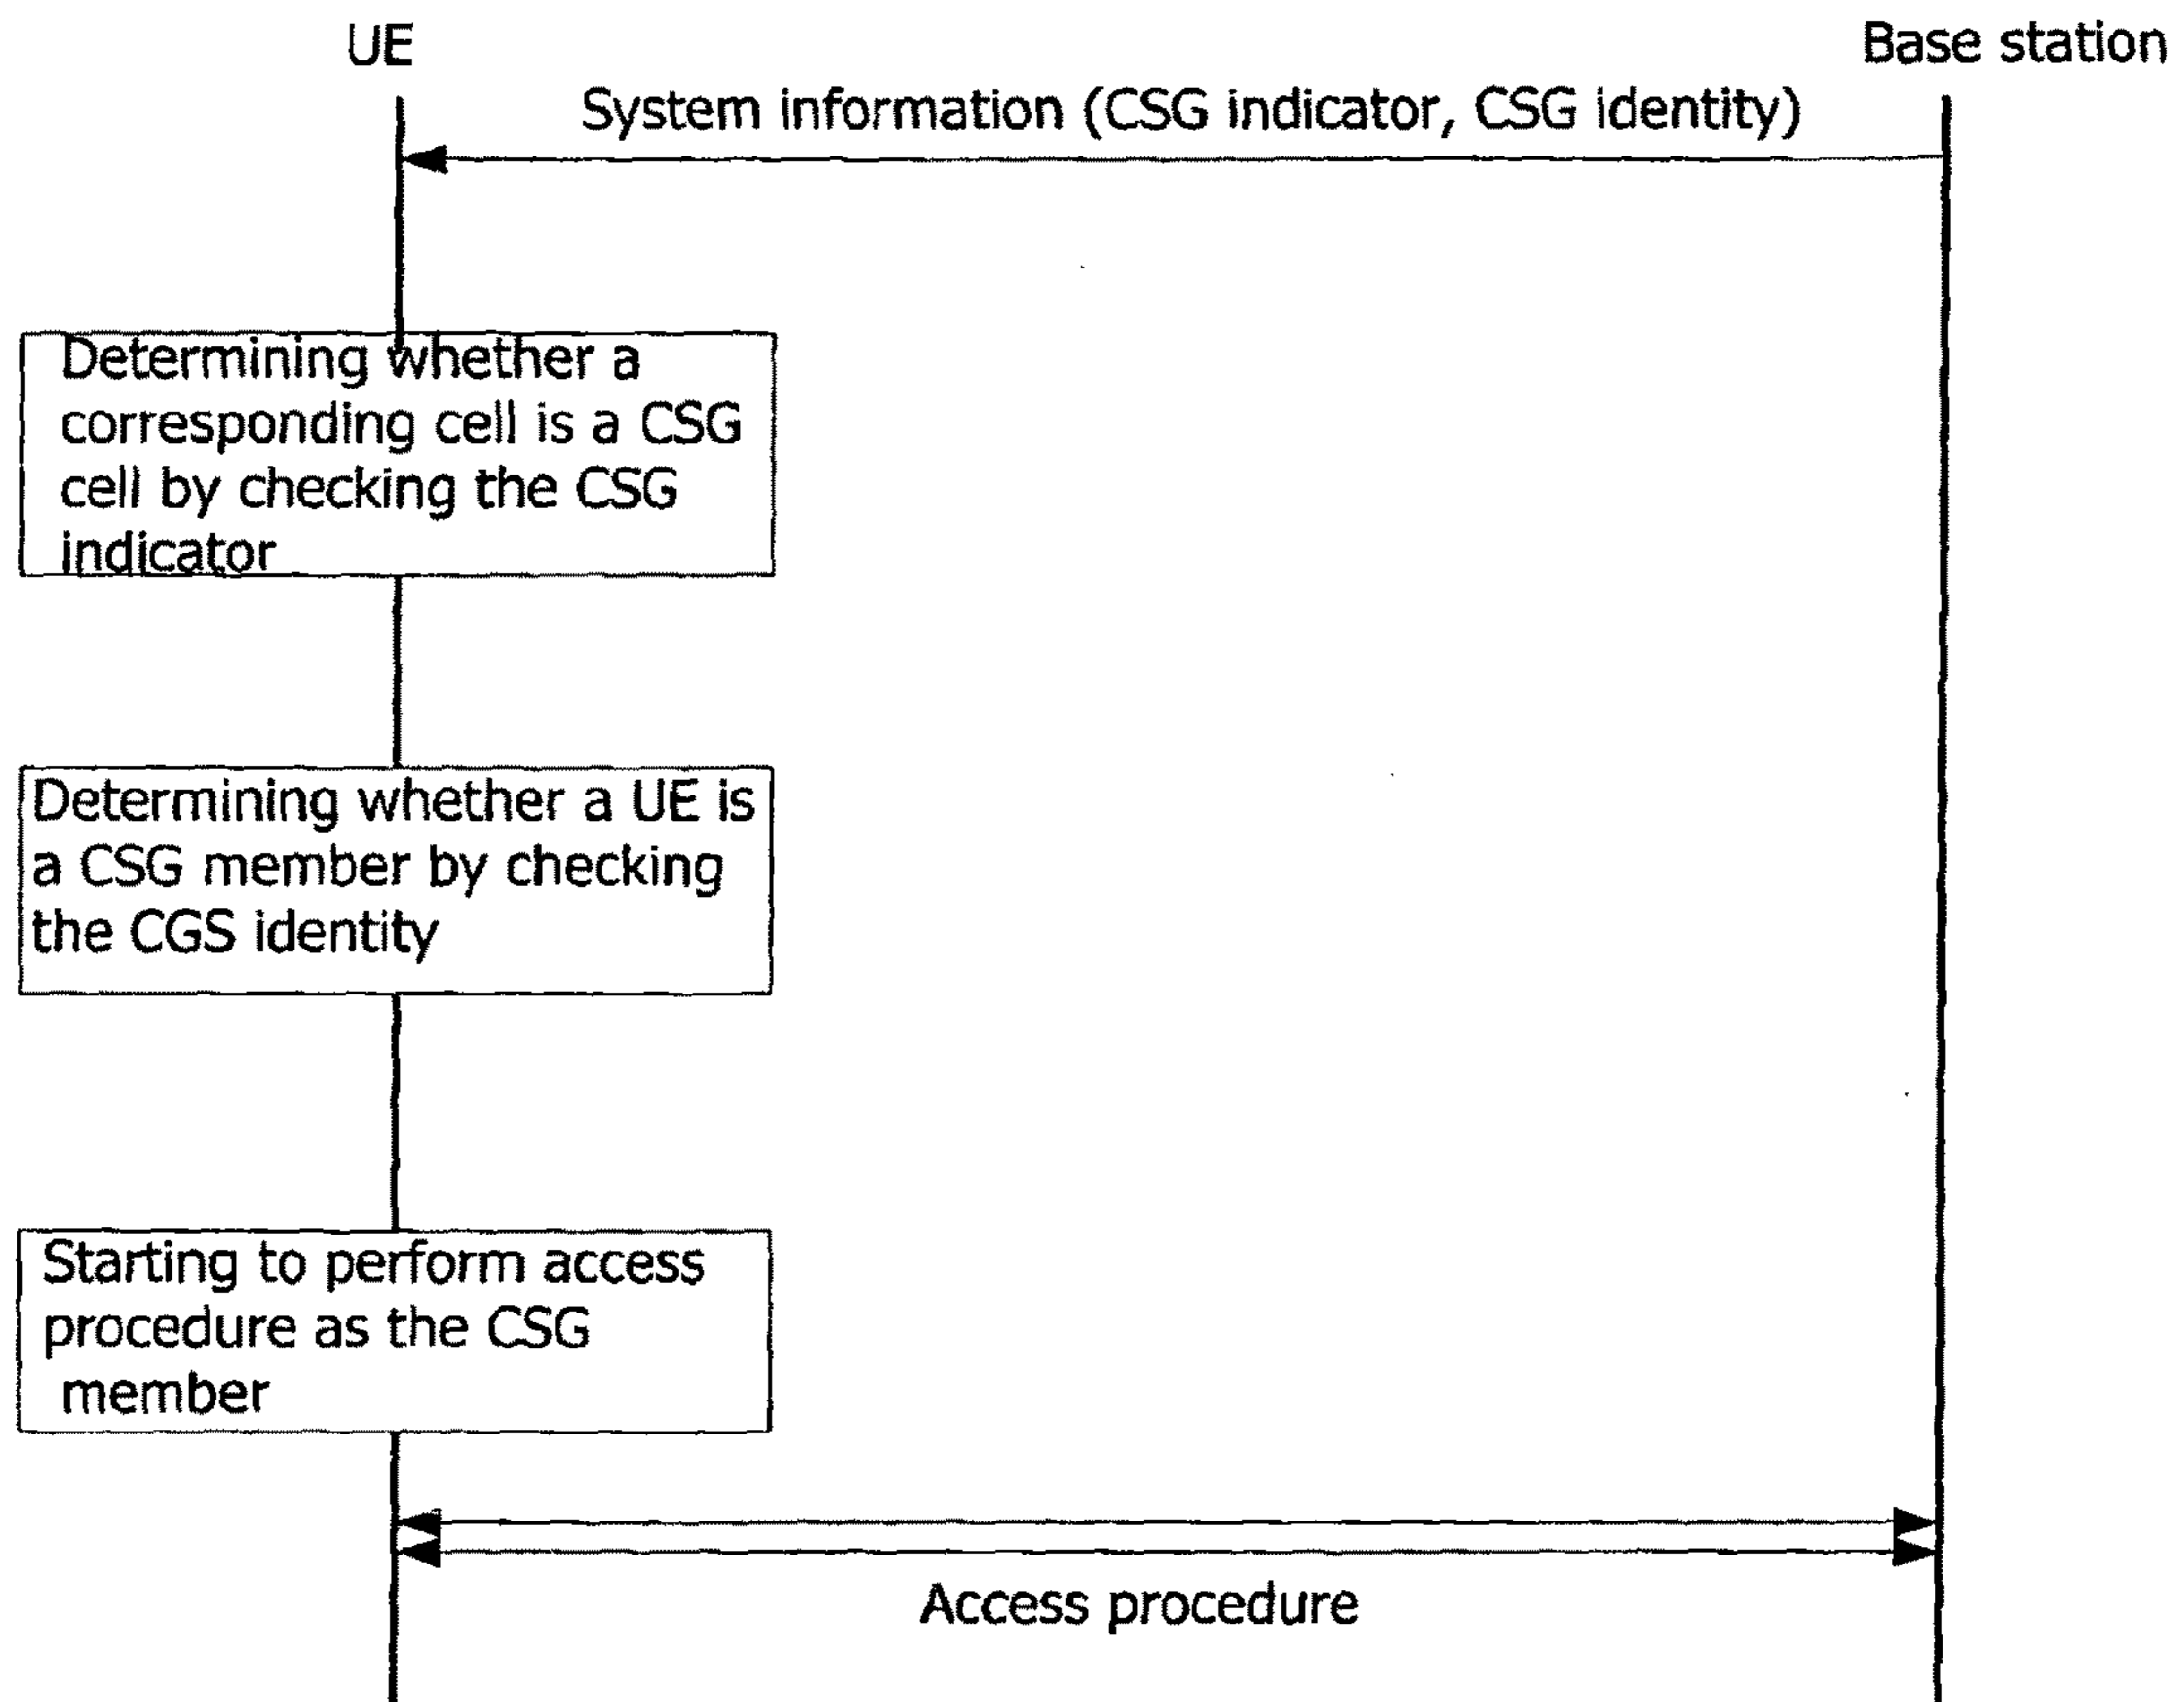 UE
Base station
System information (CSG indicator, CSG identity)
Determining whether a
corresponding cell is a CSG
cell by checking the CSG
indicator
Determining whether a UE is
a CSG member by checking
the CGS identity
Starting to perform access
procedure as the CSG
member
Access procedure